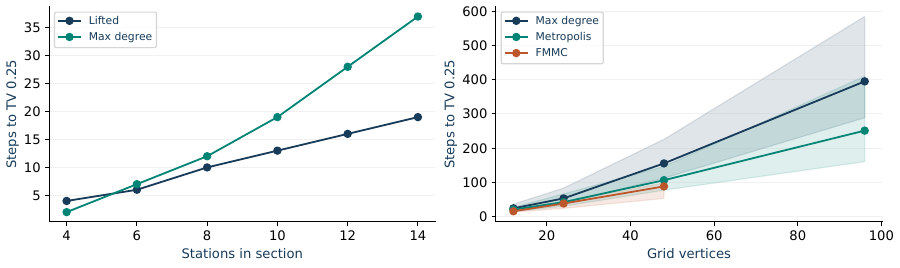 Steps to TV 0.25
35
30
25
20
15
10
5
Lifted
Max degree
4
6
8
10
12
14
Stations in section
Steps to TV 0.25
600
500
400
300
200
100
0
Max degree
Metropolis
FMMC
20
40
60
80
100
Grid vertices